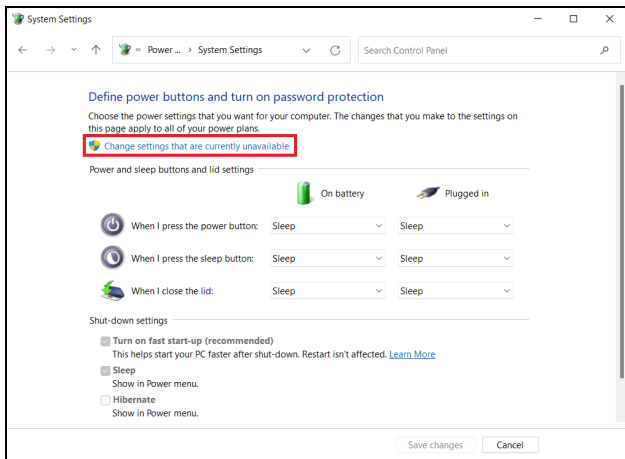 System Settings
« Power ... › System Settings
Search Control Panel
Define power buttons and turn on password protection
Choose the power settings that you want for your computer. The changes that you make to the settings on
this page apply to all of your power plans.
Change settings that are currently unavailable
Power and sleep buttons and lid settings
On battery Plugged in
When I press the power button: Sleep Sleep
When I press the sleep button: Sleep Sleep
When I close the lid: Sleep Sleep
Shut-down settings
Turn on fast start-up (recommended)
This helps start your PC faster after shut-down. Restart isn't affected. Learn More
Sleep
Show in Power menu.
Hibernate
Show in Power menu.
Save changes Cancel